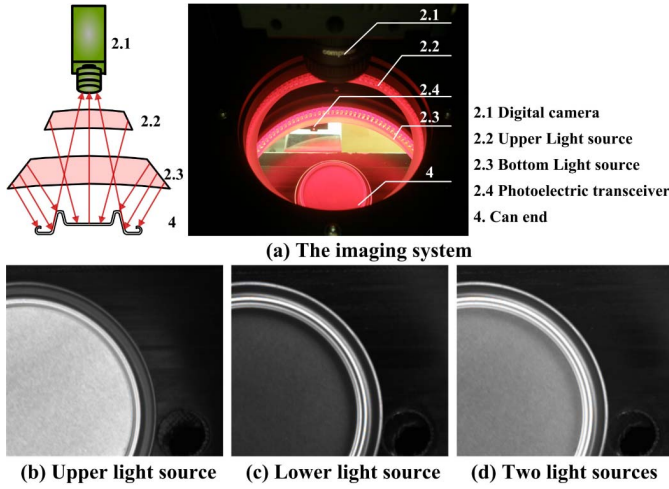 2.1
2.2
2.3
4
2.1
2.2
2.4
2.3
4
2.1 Digital camera
2.2 Upper Light source
2.3 Bottom Light source
2.4 Photoelectric transceiver
4. Can end
(a) The imaging system
(b) Upper light source
(c) Lower light source
(d) Two light sources